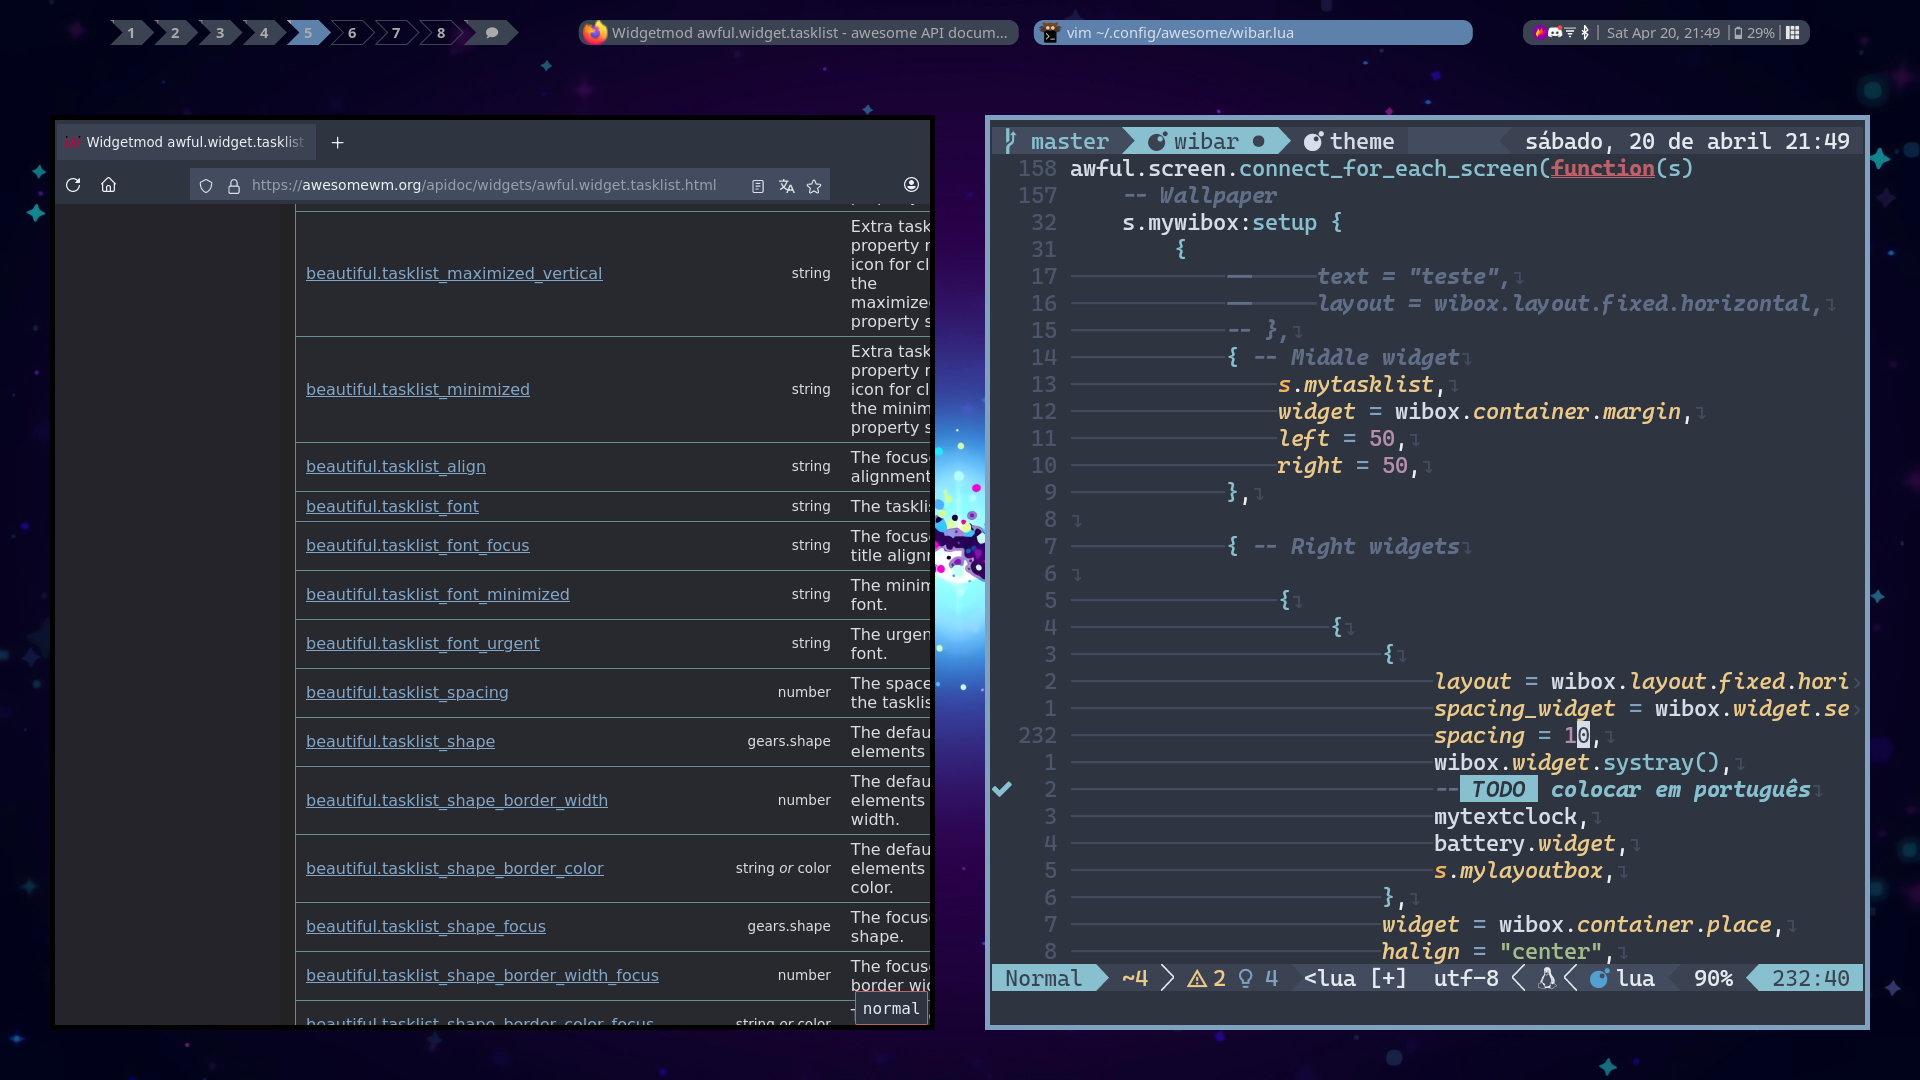 1 2 3 4 5 6 7 8
Widgetmod awful.widget.tasklist - awesome API docum...
vim ~/.config/awesome/wibar.lua
Sat Apr 20, 21:49
29%
Widgetmod awful.widget.tasklist
https://awesomewm.org/apidoc/widgets/awful.widget.tasklist.html
beautiful.tasklist_maximized_vertical string
Extra task
property
icon for cl
the
maximize
property s
beautiful.tasklist_minimized string
Extra task
property
icon for cl
the minim
property s
beautiful.tasklist_align string
The focus
alignment
beautiful.tasklist_font string
The taskli
beautiful.tasklist_font_focus string
The focus
title alignm
beautiful.tasklist_font_minimized string
The minim
font.
beautiful.tasklist_font_urgent string
The urgen
font.
beautiful.tasklist_spacing number
The space
the tasklis
beautiful.tasklist_shape gears.shape
The defau
elements
beautiful.tasklist_shape_border_width number
The defau
elements
width.
beautiful.tasklist_shape_border_color string or color
The defau
elements
color.
beautiful.tasklist_shape_focus gears.shape
The focus
shape.
beautiful.tasklist_shape_border_width_focus number
The focus
border wi
beautiful.tasklist_shape_border_color_focus string or color
normal
master wibar ● theme sábado, 20 de abril 21:49
158 awful.screen.connect_for_each_screen(function(s)
157 -- Wallpaper
32 s.mywibox:setup {
31 {
17 -- text = "teste",
16 -- layout = wibox.layout.fixed.horizontal,
15 -- },
14 { -- Middle widget
13 s.mytasklist,
12 widget = wibox.container.margin,
11 left = 50,
10 right = 50,
9 },
8
7 { -- Right widgets
6
5 {
4 {
3 {
2 layout = wibox.layout.fixed.hori
1 spacing_widget = wibox.widget.se
232 spacing = 10,
1 wibox.widget.systray(),
2 -- TODO colocar em português
3 mytextclock,
4 battery.widget,
5 s.mylayoutbox,
6 },
7 widget = wibox.container.place,
8 halign = "center",
Normal ~4 2 4 <lua [+] utf-8 lua 90% 232:40